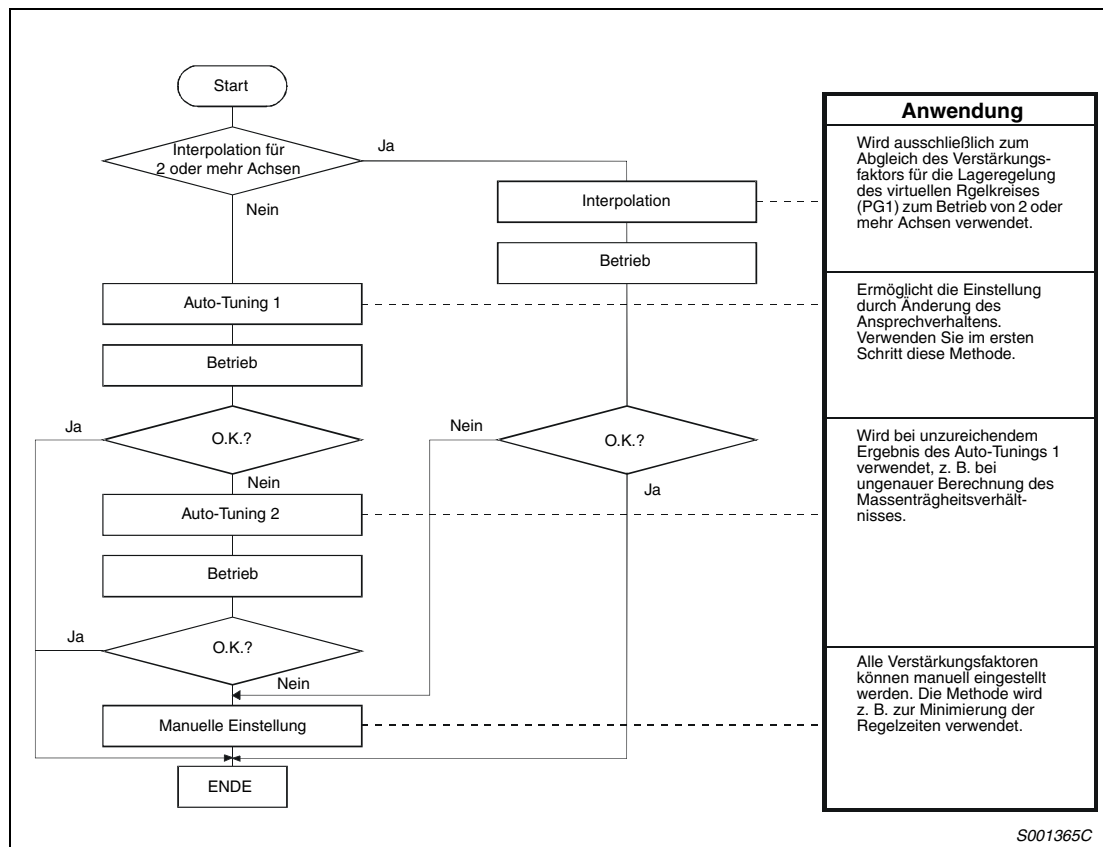 Start
Interpolation für
2 oder mehr Achsen
Ja
Nein
Interpolation
Betrieb
Auto-Tuning 1
Betrieb
Ja
O.K.?
Nein
Nein
O.K.?
Ja
Auto-Tuning 2
Betrieb
Ja
O.K.?
Nein
Manuelle Einstellung
ENDE
Anwendung
Wird ausschließlich zum
Abgleich des Verstärkungs-
faktors für die Lageregelung
des virtuellen Rgelkreises
(PG1) zum Betrieb von 2 oder
mehr Achsen verwendet.
Ermöglicht die Einstellung
durch Änderung des
Ansprechverhaltens.
Verwenden Sie im ersten
Schritt diese Methode.
Wird bei unzureichendem
Ergebnis des Auto-Tunings 1
verwendet, z. B. bei
ungenauer Berechnung des
Massenträgheitsverhält-
nisses.
Alle Verstärkungsfaktoren
können manuell eingestellt
werden. Die Methode wird
z. B. zur Minimierung der
Regelzeiten verwendet.
S001365C